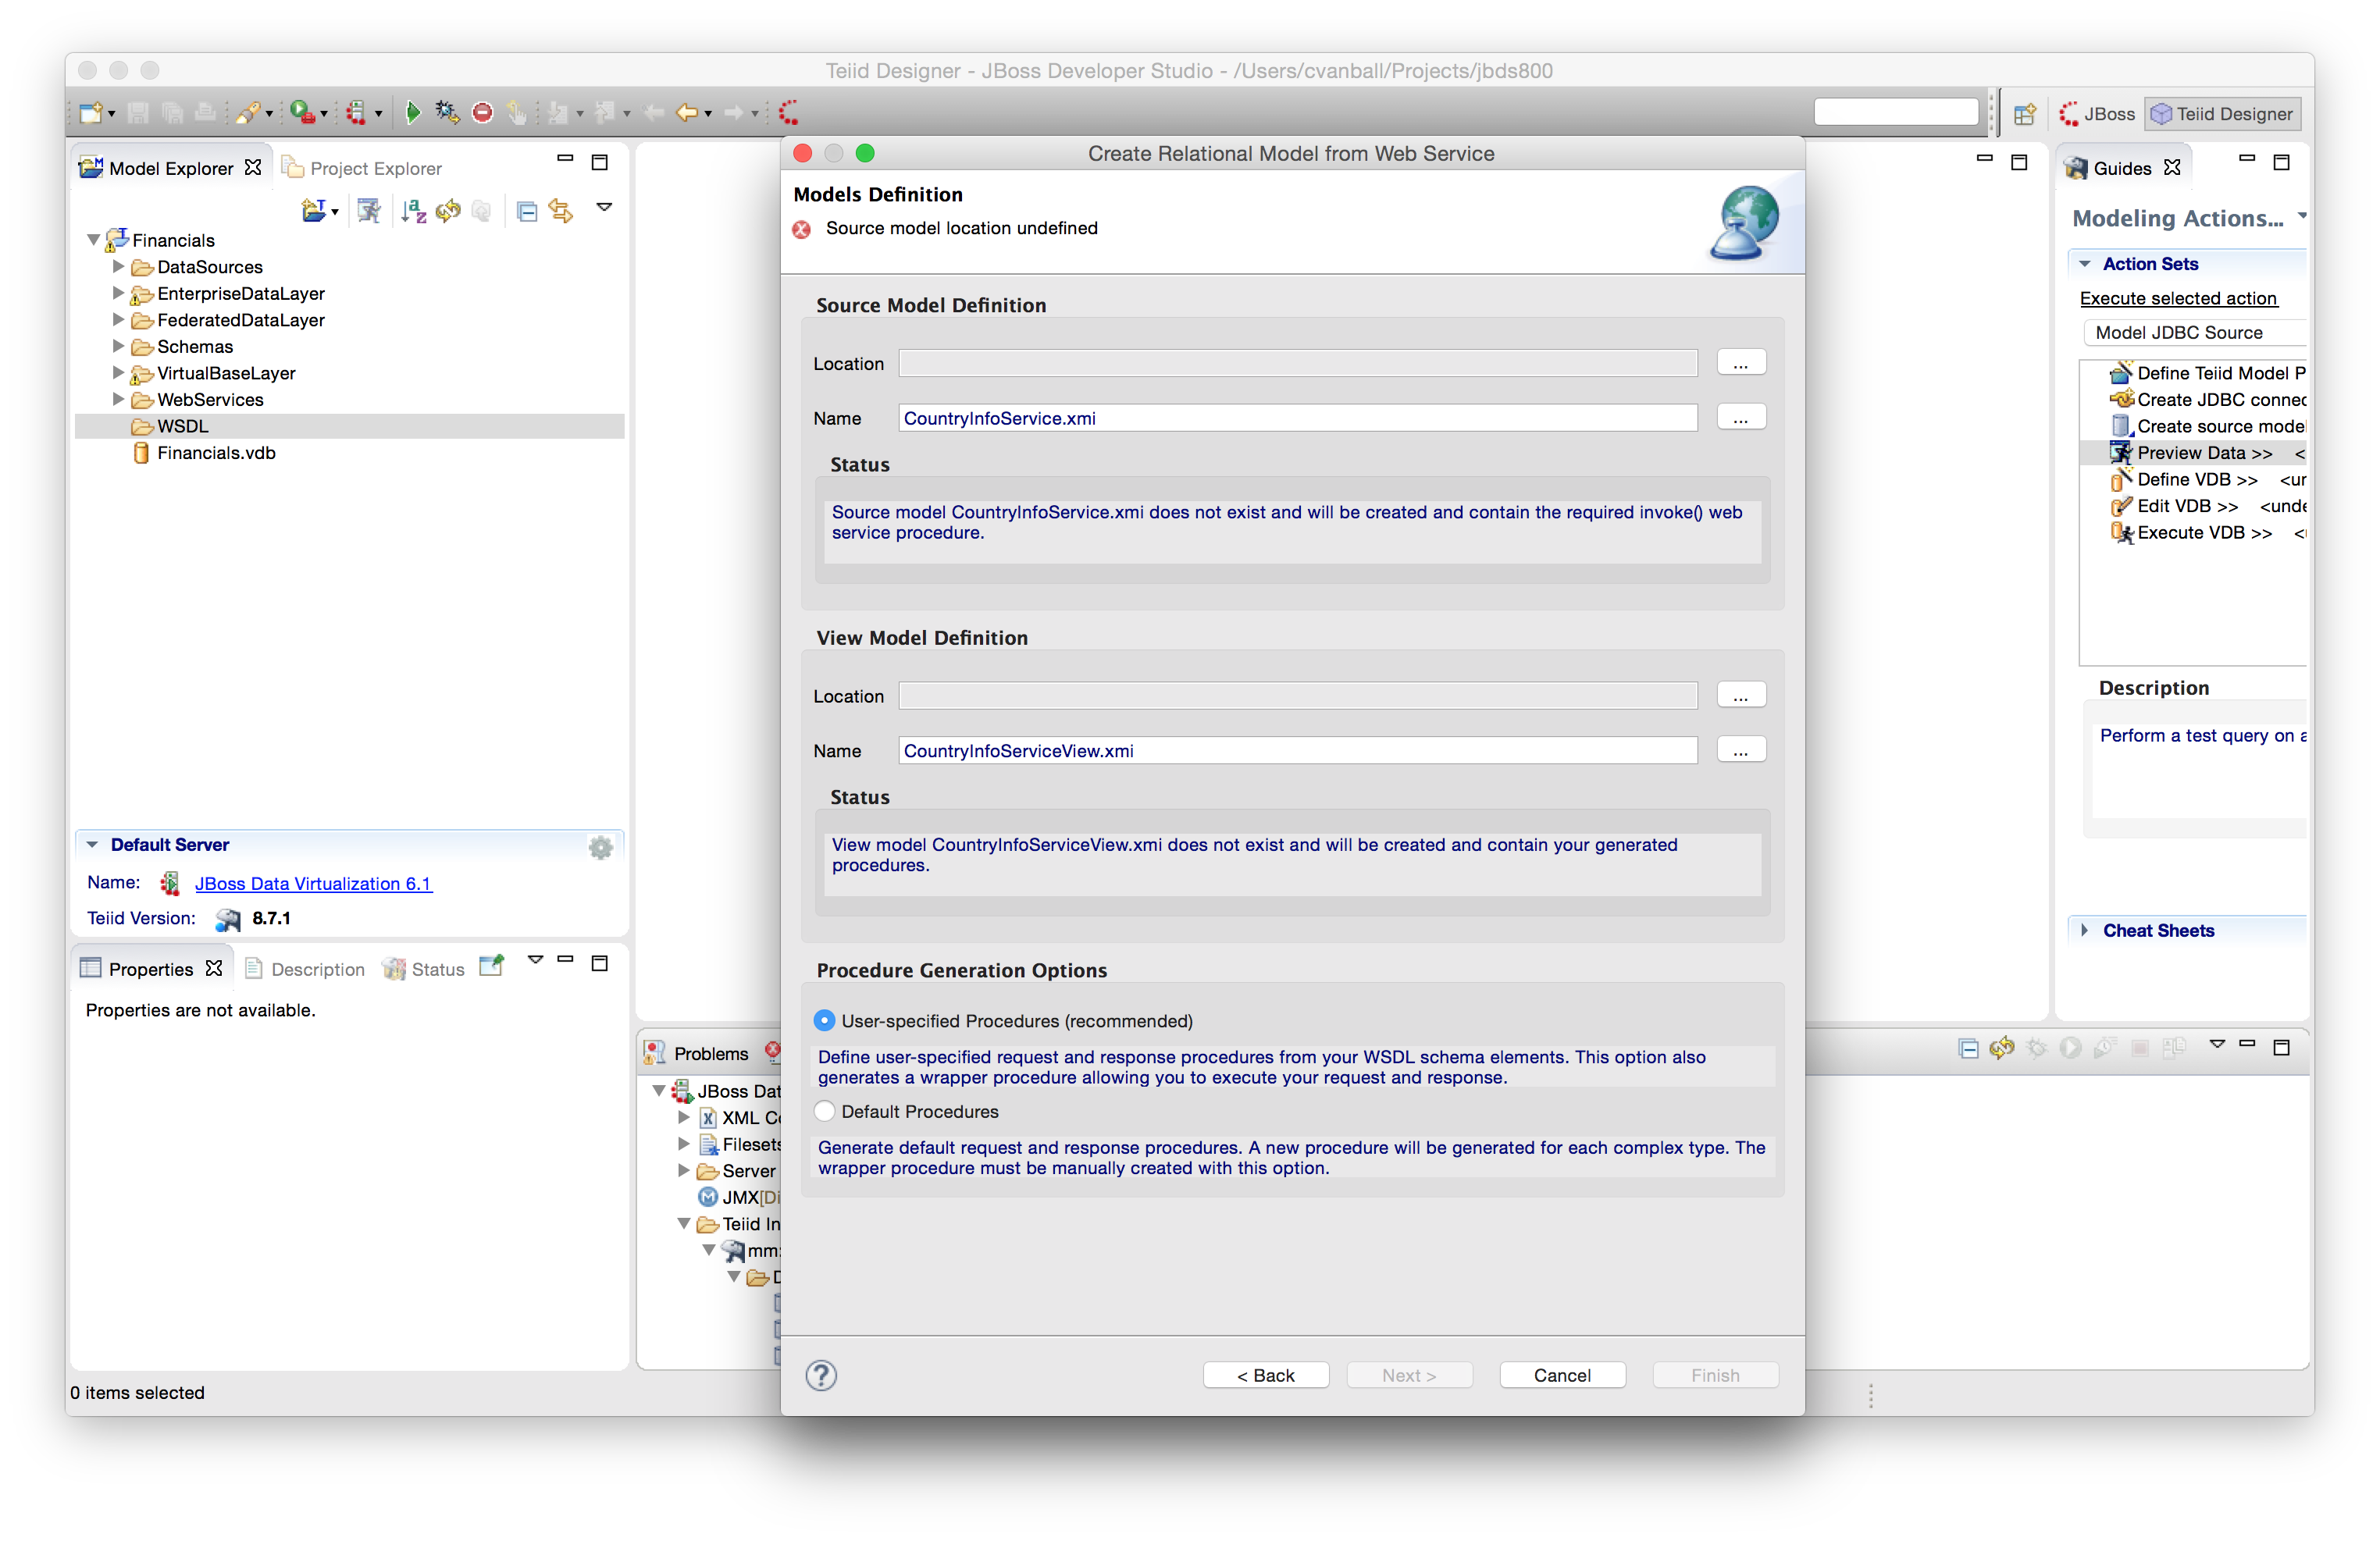 Teiid Designer - JBoss Developer Studio - /Users/cvanball/Projects/jbds800
JBoss
Teiid Designer
Model Explorer
Project Explorer
Financials
DataSources
EnterpriseDataLayer
FederatedDataLayer
Schemas
VirtualBaseLayer
WebServices
WSDL
Financials.vdb
Default Server
Name: JBoss Data Virtualization 6.1
Teiid Version: 8.7.1
Properties
Description
Status
Properties are not available.
0 items selected
Problems
JBoss Dat
XML Co
Filesets
Server
JMX[Di
Teiid In
mm:
D
Create Relational Model from Web Service
Models Definition
Source model location undefined
Source Model Definition
Location
...
Name CountryInfoService.xmi
...
Status
Source model CountryInfoService.xmi does not exist and will be created and contain the required invoke() web
service procedure.
View Model Definition
Location
...
Name CountryInfoServiceView.xmi
...
Status
View model CountryInfoServiceView.xmi does not exist and will be created and contain your generated
procedures.
Procedure Generation Options
User-specified Procedures (recommended)
Define user-specified request and response procedures from your WSDL schema elements. This option also
generates a wrapper procedure allowing you to execute your request and response.
Default Procedures
Generate default request and response procedures. A new procedure will be generated for each complex type. The
wrapper procedure must be manually created with this option.
?
< Back
Next >
Cancel
Finish
Guides
Modeling Actions...
Action Sets
Execute selected action
Model JDBC Source
Define Teiid Model P
Create JDBC connec
Create source model
Preview Data >> <
Define VDB >> <ur
Edit VDB >> <unde
Execute VDB >> <u
Description
Perform a test query on a
Cheat Sheets